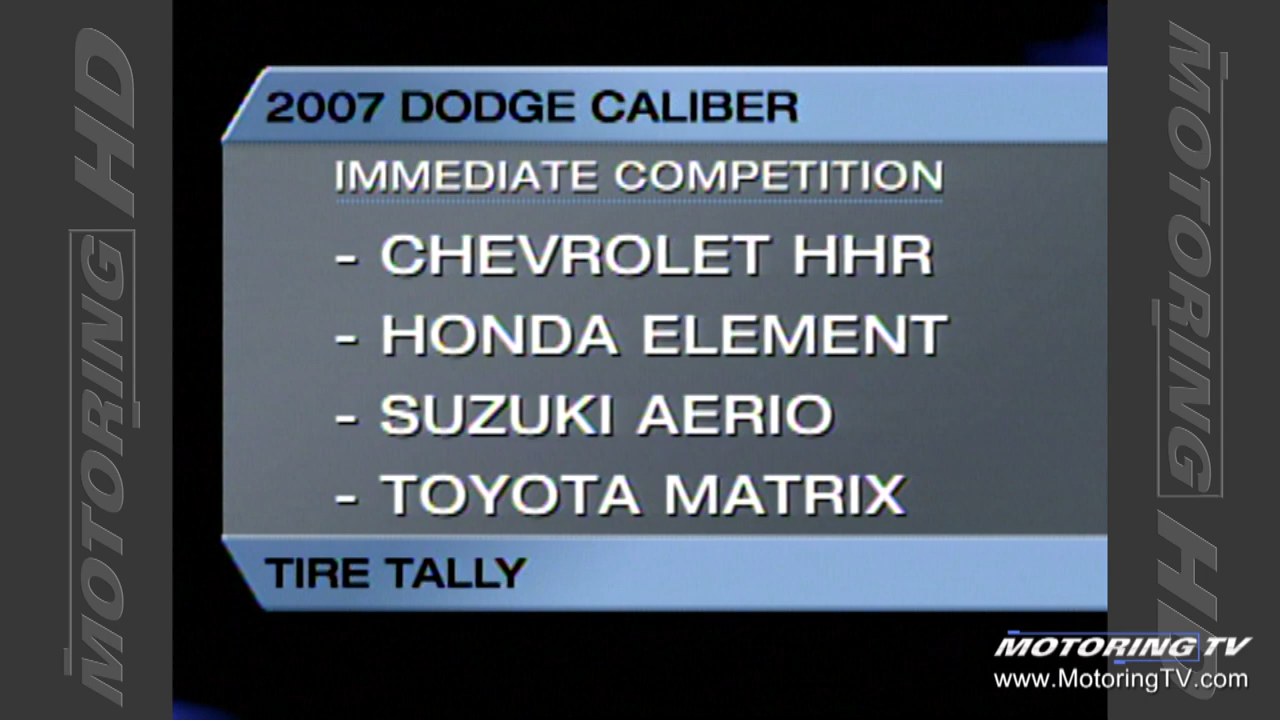 MOTORING HD
2007 DODGE CALIBER
IMMEDIATE COMPETITION
- CHEVROLET HHR
- HONDA ELEMENT
- SUZUKI AERIO
- TOYOTA MATRIX
TIRE TALLY
MOTORING HD
MOTORING TV
www.MotoringTV.com